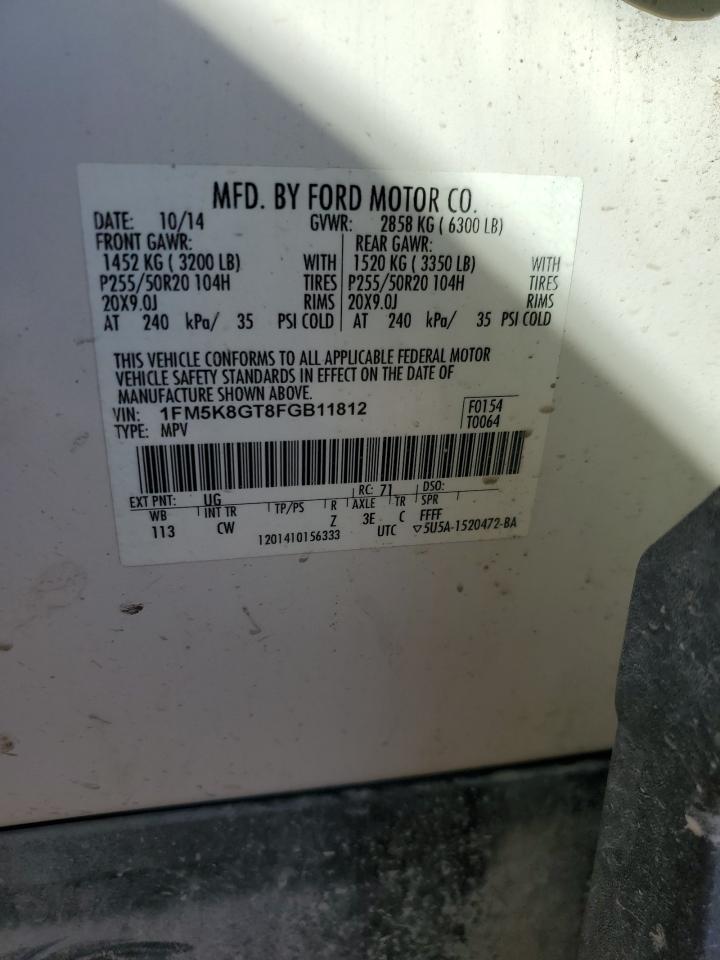 MFD. BY FORD MOTOR CO.
DATE: 10/14 GVWR: 2858 KG ( 6300 LB)
FRONT GAWR: REAR GAWR:
1452 KG ( 3200 LB) WITH 1520 KG ( 3350 LB) WITH
P255/50R20 104H TIRES P255/50R20 104H TIRES
20X9.0J RIMS 20X9.0J RIMS
AT 240 kPa/ 35 PSI COLD AT 240 kPa/ 35 PSI COLD
THIS VEHICLE CONFORMS TO ALL APPLICABLE FEDERAL MOTOR
VEHICLE SAFETY STANDARDS IN EFFECT ON THE DATE OF
MANUFACTURE SHOWN ABOVE.
VIN: 1FM5K8GT8FGB11812 F0154
TYPE: MPV T0064
EXT PNT: UG RC: 71 DSO:
WB INT TR TP/PS R AXLE TR SPR
113 CW Z 3E C FFFF
1201410156333 UTC ▽5U5A-1520472-BA